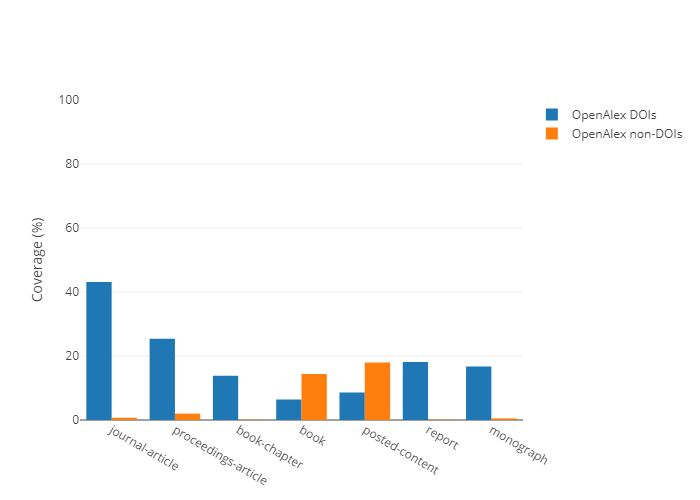 100
80
60
40
20
0
Coverage (%)
journal-article
proceedings-article
book-chapter
book
posted-content
report
monograph
OpenAlex DOIs
OpenAlex non-DOIs